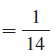 = 1/14